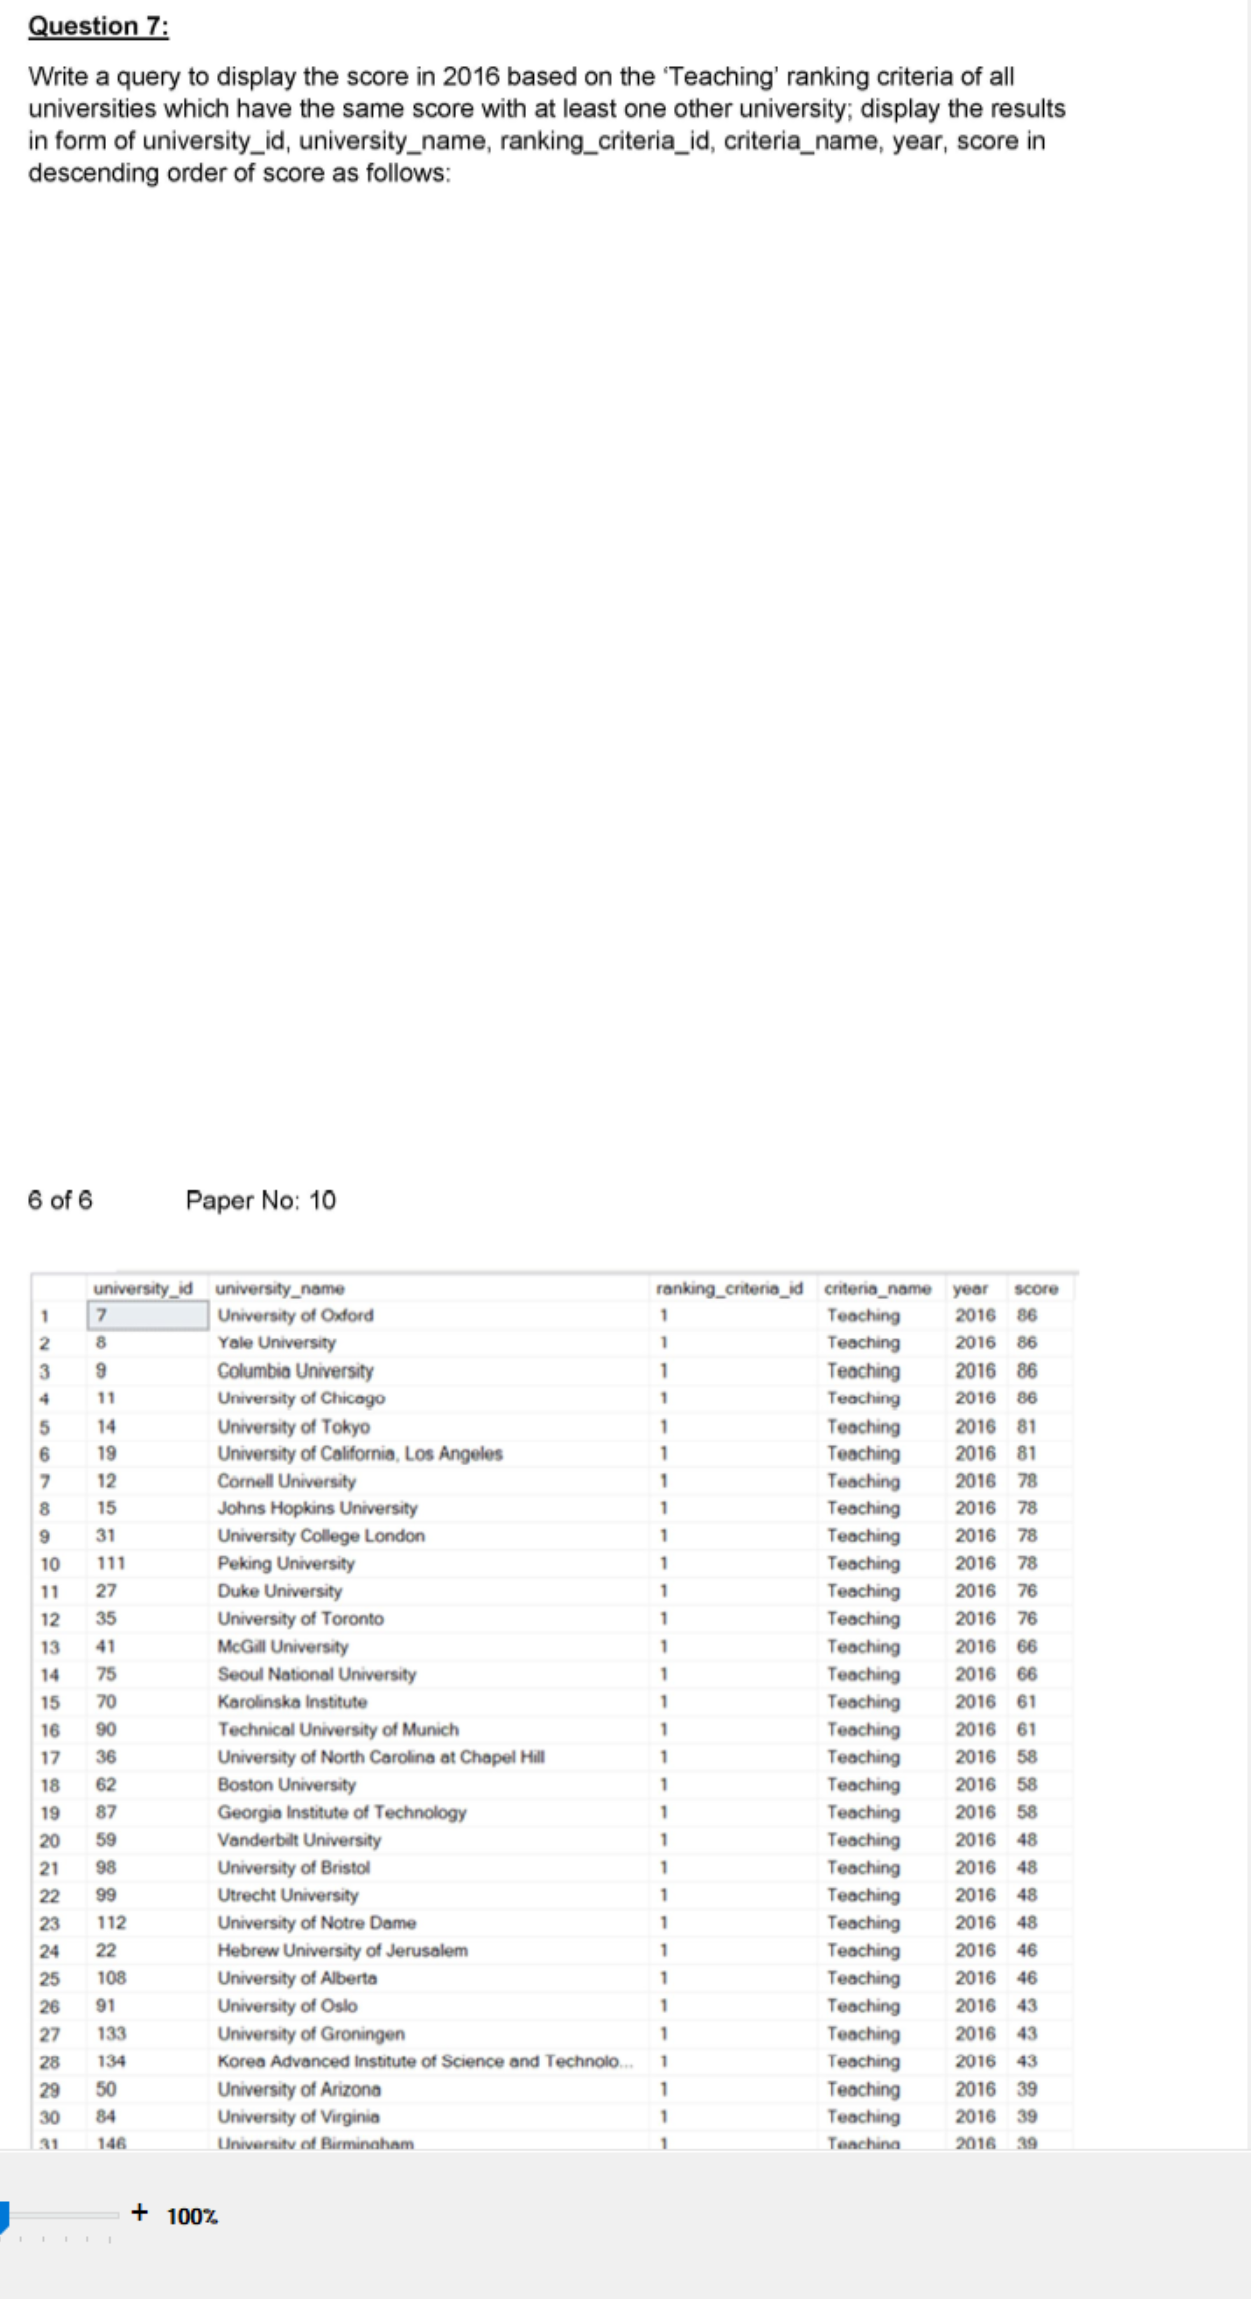 Question 7:
Write a query to display the score in 2016 based on the ‘Teaching’ ranking criteria of all
universities which have the same score with at least one other university; display the results
in form of university_id, university_name, ranking_criteria_id, criteria_name, year, score in
descending order of score as follows:
6 of 6 Paper No: 10
university_id university_name ranking_criteria_id criteria_name year score
1 7 University of Oxford 1 Teaching 2016 86
2 8 Yale University 1 Teaching 2016 86
3 9 Columbia University 1 Teaching 2016 86
4 11 University of Chicago 1 Teaching 2016 86
5 14 University of Tokyo 1 Teaching 2016 81
6 19 University of California, Los Angeles 1 Teaching 2016 81
7 12 Cornell University 1 Teaching 2016 78
8 15 Johns Hopkins University 1 Teaching 2016 78
9 31 University College London 1 Teaching 2016 78
10 111 Peking University 1 Teaching 2016 78
11 27 Duke University 1 Teaching 2016 76
12 35 University of Toronto 1 Teaching 2016 76
13 41 McGill University 1 Teaching 2016 66
14 75 Seoul National University 1 Teaching 2016 66
15 70 Karolinska Institute 1 Teaching 2016 61
16 90 Technical University of Munich 1 Teaching 2016 61
17 36 University of North Carolina at Chapel Hill 1 Teaching 2016 58
18 62 Boston University 1 Teaching 2016 58
19 87 Georgia Institute of Technology 1 Teaching 2016 58
20 59 Vanderbilt University 1 Teaching 2016 48
21 98 University of Bristol 1 Teaching 2016 48
22 99 Utrecht University 1 Teaching 2016 48
23 112 University of Notre Dame 1 Teaching 2016 48
24 22 Hebrew University of Jerusalem 1 Teaching 2016 46
25 108 University of Alberta 1 Teaching 2016 46
26 91 University of Oslo 1 Teaching 2016 43
27 133 University of Groningen 1 Teaching 2016 43
28 134 Korea Advanced Institute of Science and Technolo... 1 Teaching 2016 43
29 50 University of Arizona 1 Teaching 2016 39
30 84 University of Virginia 1 Teaching 2016 39
31 146 University of Birmingham 1 Teaching 2016 39
+ 100%